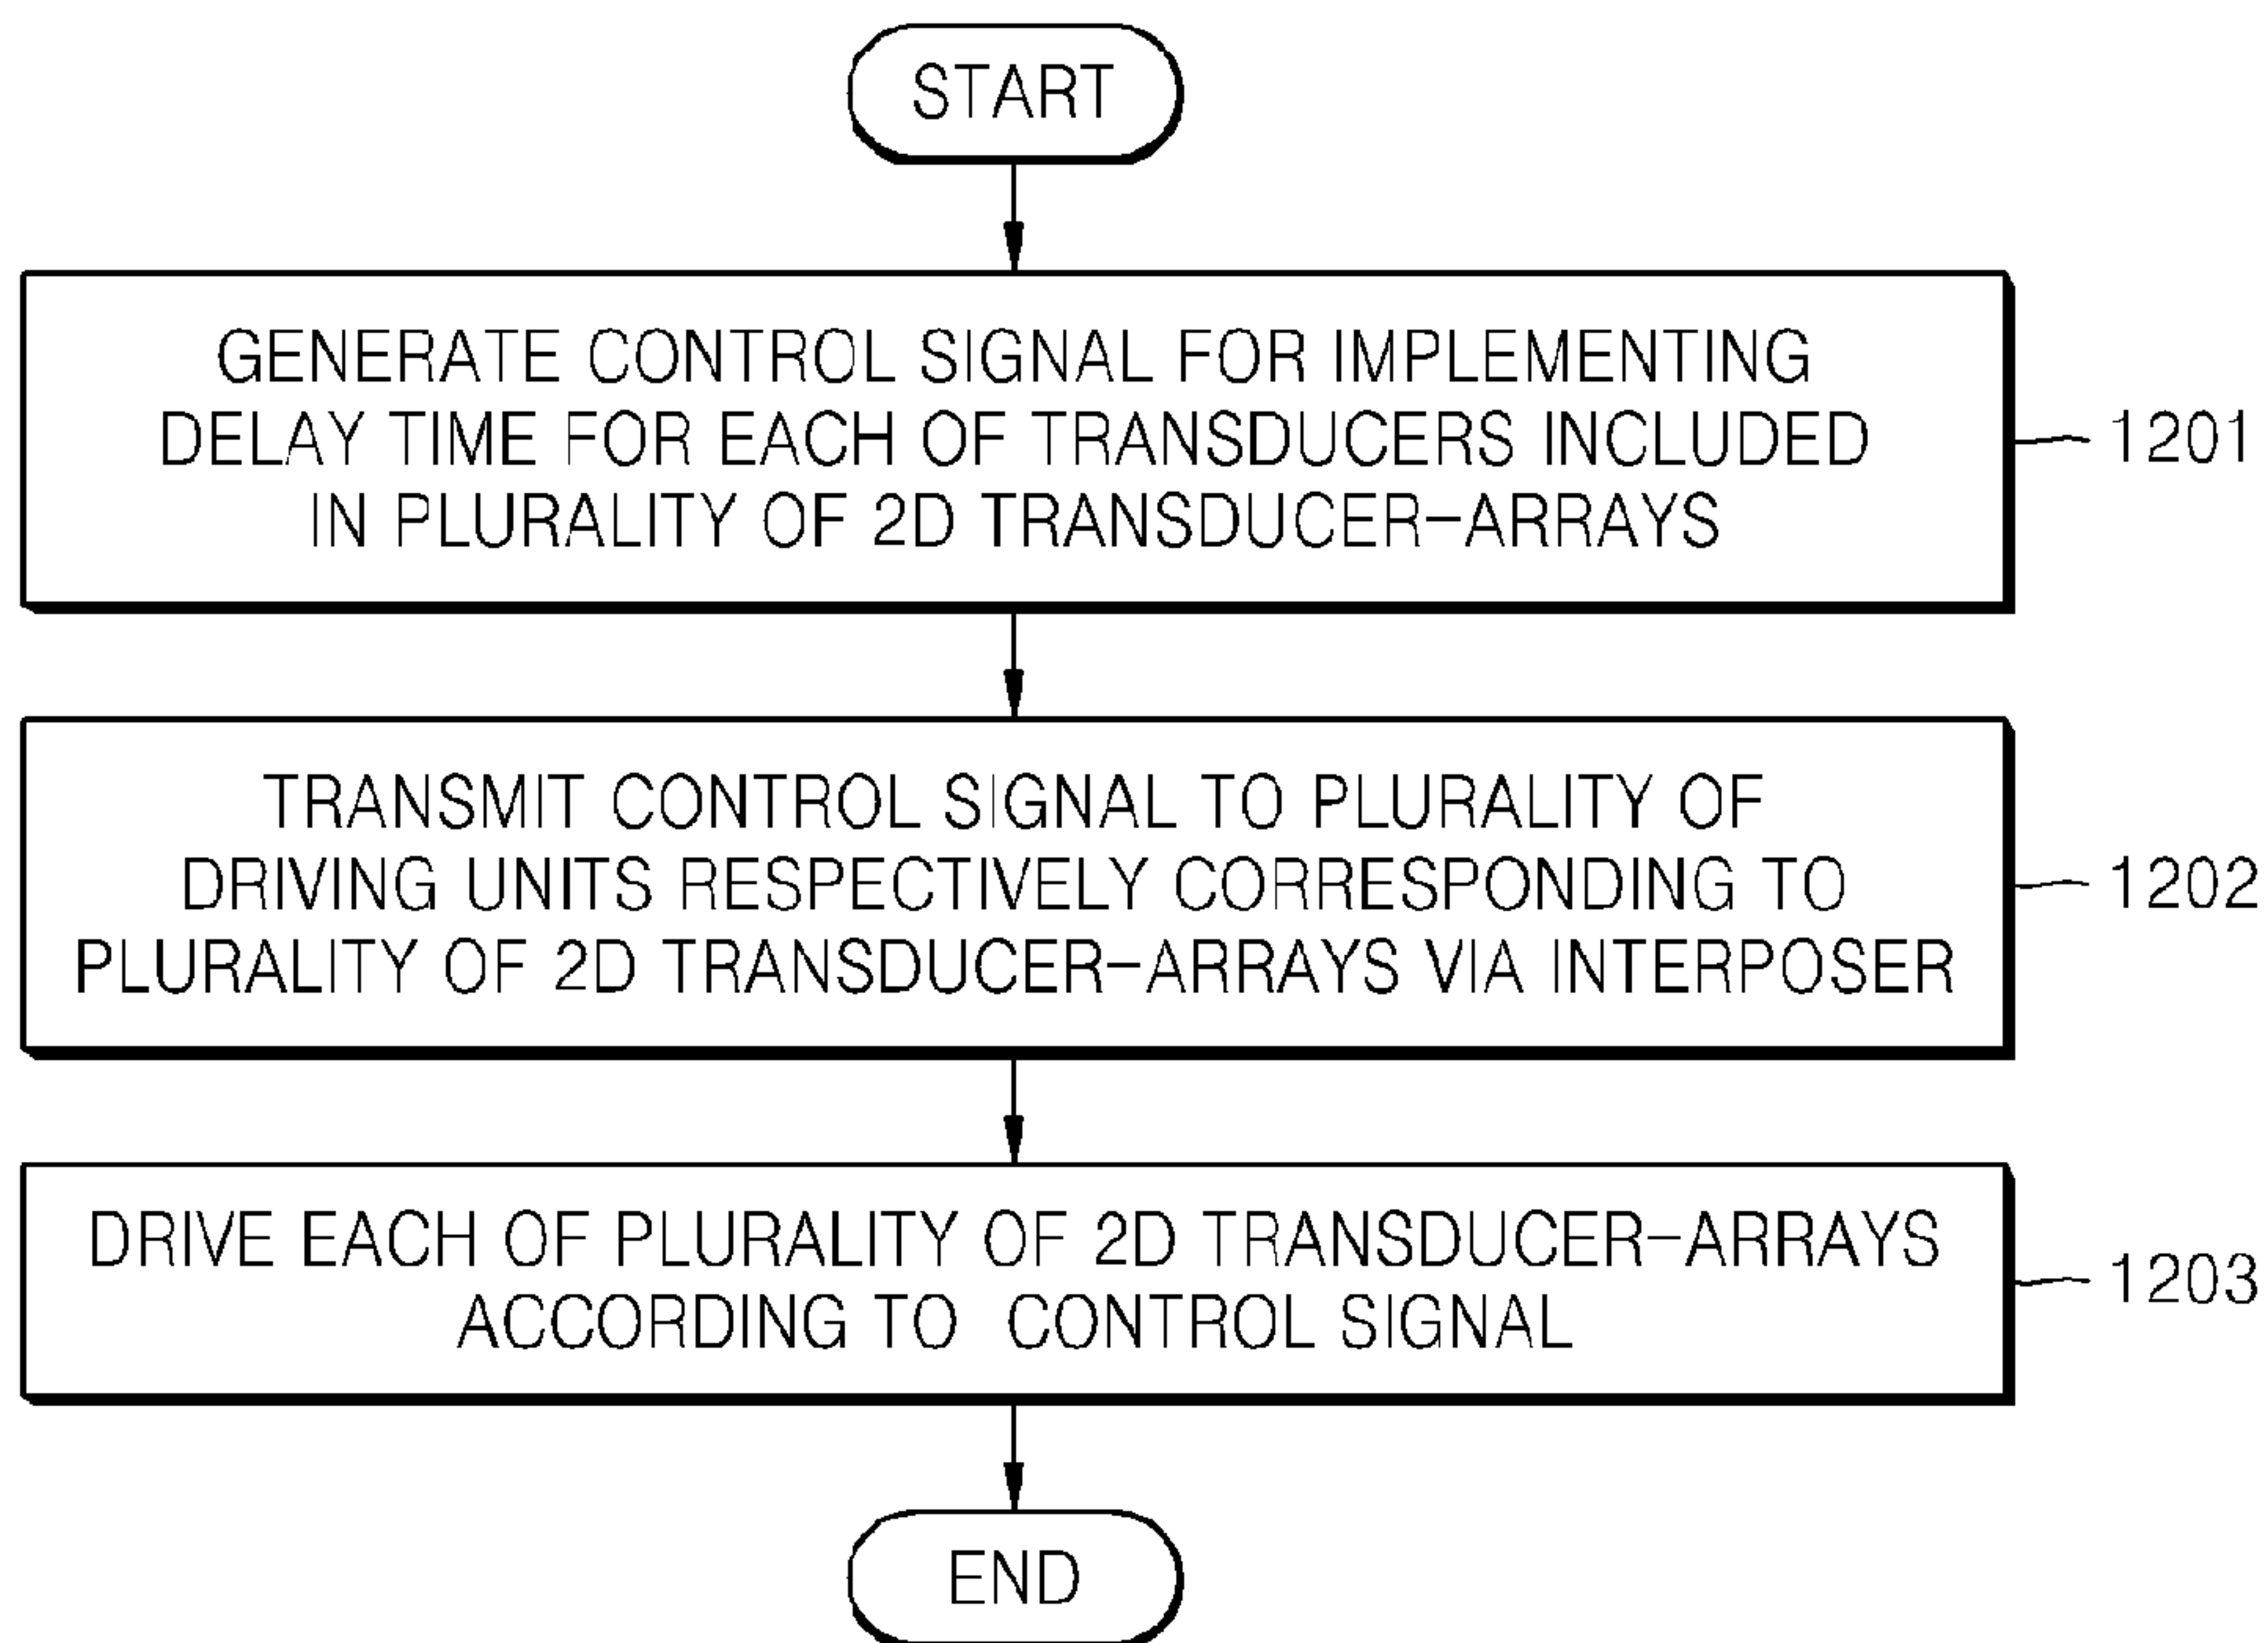 START
GENERATE CONTROL SIGNAL FOR IMPLEMENTING
DELAY TIME FOR EACH OF TRANSDUCERS INCLUDED
IN PLURALITY OF 2D TRANSDUCER-ARRAYS
1201
TRANSMIT CONTROL SIGNAL TO PLURALITY OF
DRIVING UNITS RESPECTIVELY CORRESPONDING TO
PLURALITY OF 2D TRANSDUCER-ARRAYS VIA INTERPOSER
1202
DRIVE EACH OF PLURALITY OF 2D TRANSDUCER-ARRAYS
ACCORDING TO CONTROL SIGNAL
1203
END